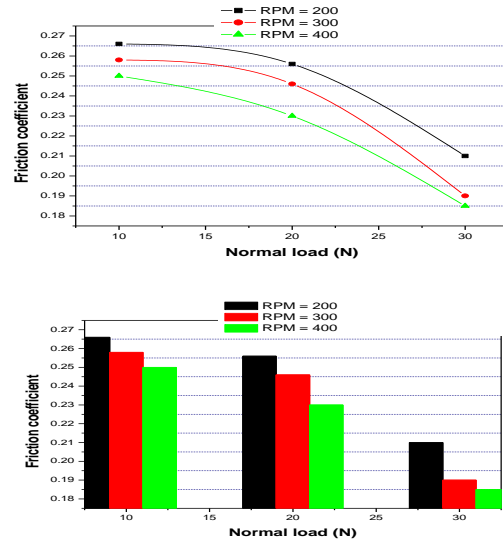 RPM = 200
RPM = 300
RPM = 400
0.27
0.26
0.25
0.24
0.23
0.22
0.21
0.20
0.19
0.18
Friction coefficient
10 15 20 25 30
Normal load (N)
RPM = 200
RPM = 300
RPM = 400
0.27
0.26
0.25
0.24
0.23
0.22
0.21
0.20
0.19
0.18
Friction coefficient
10 15 20 25 30
Normal load (N)